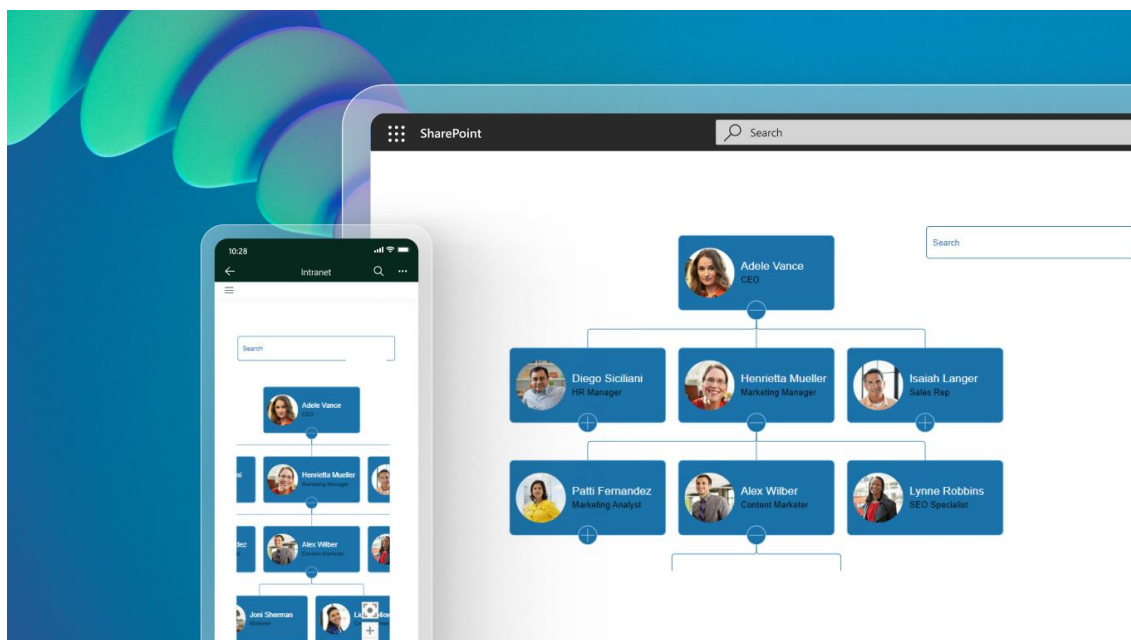 SharePoint
Search
Search
Adele Vance
CEO
Diego Siciliani
HR Manager
Henrietta Mueller
Marketing Manager
Isaiah Langer
Sales Rep
Patti Fernandez
Marketing Analyst
Alex Wilber
Content Marketer
Lynne Robbins
SEO Specialist
10:28
Intranet
Search
Adele Vance
CEO
Henrietta Mueller
Marketing Manager
Alex Wilber
Content Marketer
Joni Sherman
Marketer